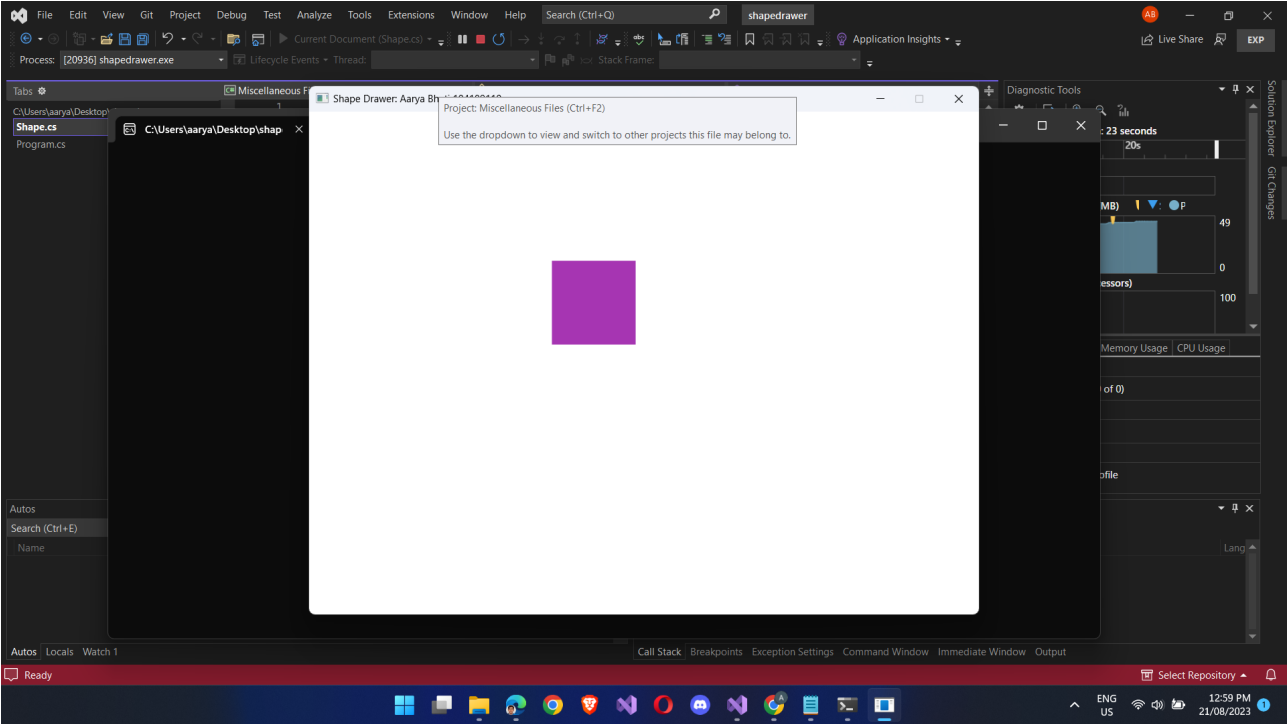 File Edit View Git Project Debug Test Analyze Tools Extensions Window Help Search (Ctrl+Q) shapedrawer AB
Current Document (Shape.cs) Application Insights Live Share EXP
Process: [20936] shapedrawer.exe Lifecycle Events Thread: Stack Frame:
Tabs Miscellaneous F Diagnostic Tools
1
Shape Drawer: Aarya
Project: Miscellaneous Files (Ctrl+F2)
Use the dropdown to view and switch to other projects this file may belong to.
C:\Users\aarya\Desktop\
Shape.cs
Program.cs
C:\Users\aarya\Desktop\shap
: 23 seconds
20s
MB) P
49
0
essors)
100
Memory Usage CPU Usage
of 0)
ofile
Solution Explorer
Git Changes
Autos
Search (Ctrl+E)
Name
Lang
Autos Locals Watch 1
Call Stack Breakpoints Exception Settings Command Window Immediate Window Output
Ready Select Repository
A
ENG
US
12:59 PM
21/08/2023
1